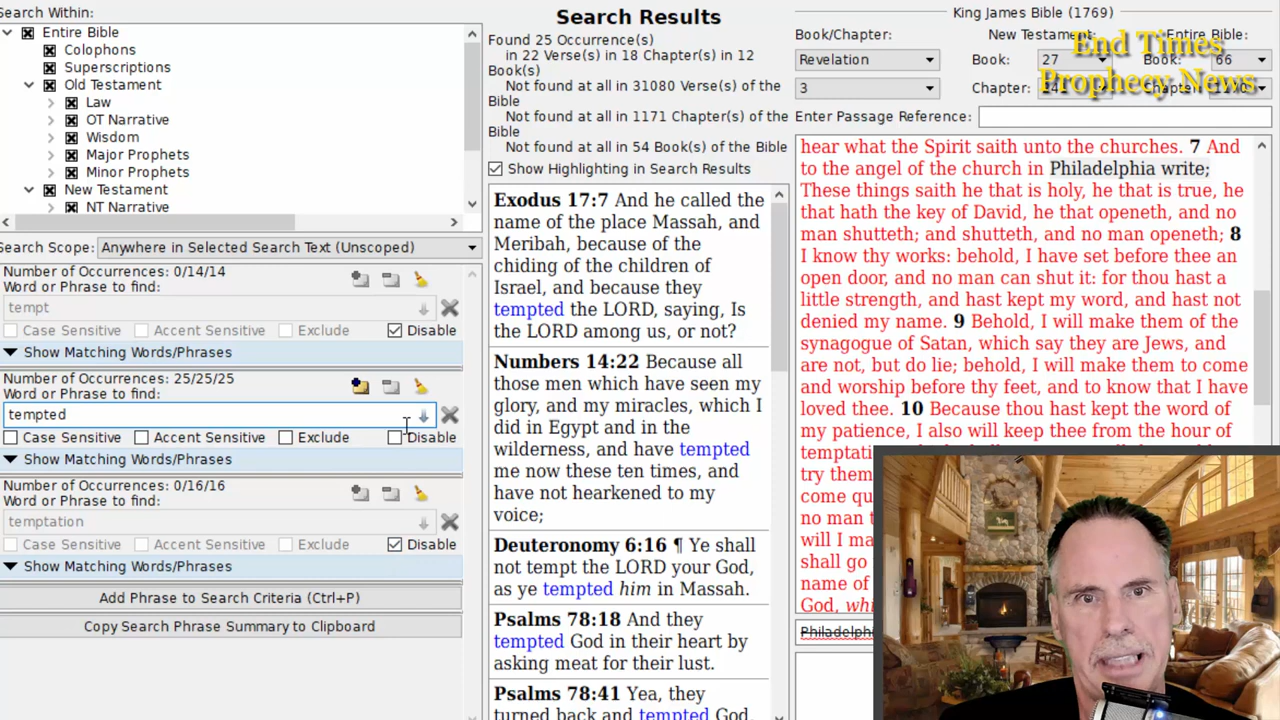 Search Within:
Entire Bible
Colophons
Superscriptions
Old Testament
Law
OT Narrative
Wisdom
Major Prophets
Minor Prophets
New Testament
NT Narrative
Search Scope: Anywhere in Selected Search Text (Unscoped)
Number of Occurrences: 0/14/14
Word or Phrase to find:
tempt
Case Sensitive Accent Sensitive Exclude Disable
Show Matching Words/Phrases
Number of Occurrences: 25/25/25
Word or Phrase to find:
tempted
Case Sensitive Accent Sensitive Exclude Disable
Show Matching Words/Phrases
Number of Occurrences: 0/16/16
Word or Phrase to find:
temptation
Case Sensitive Accent Sensitive Exclude Disable
Show Matching Words/Phrases
Add Phrase to Search Criteria (Ctrl+P)
Copy Search Phrase Summary to Clipboard
Search Results
Found 25 Occurrence(s)
in 22 Verse(s) in 18 Chapter(s) in 12
Book(s)
Not found at all in 31080 Verse(s) of the
Bible
Not found at all in 1171 Chapter(s) of the
Bible
Not found at all in 54 Book(s) of the Bible
Show Highlighting in Search Results
Exodus 17:7 And he called the
name of the place Massah, and
Meribah, because of the
chiding of the children of
Israel, and because they
tempted the LORD, saying, Is
the LORD among us, or not?
Numbers 14:22 Because all
those men which have seen my
glory, and my miracles, which I
did in Egypt and in the
wilderness, and have tempted
me now these ten times, and
have not hearkened to my
voice;
Deuteronomy 6:16 ¶ Ye shall
not tempt the LORD your God,
as ye tempted him in Massah.
Psalms 78:18 And they
tempted God in their heart by
asking meat for their lust.
Psalms 78:41 Yea, they
turned back and tempted God,
King James Bible (1769)
Book/Chapter: New Testament: Entire Bible:
Revelation Book: 27 Book: 66
3 Chapter: Chapter:
End Times
Prophecy News
Enter Passage Reference:
hear what the Spirit saith unto the churches. 7 And
to the angel of the church in Philadelphia write;
These things saith he that is holy, he that is true, he
that hath the key of David, he that openeth, and no
man shutteth; and shutteth, and no man openeth; 8
I know thy works: behold, I have set before thee an
open door, and no man can shut it: for thou hast a
little strength, and hast kept my word, and hast not
denied my name. 9 Behold, I will make them of the
synagogue of Satan, which say they are Jews, and
are not, but do lie; behold, I will make them to come
and worship before thy feet, and to know that I have
loved thee. 10 Because thou hast kept the word of
my patience, I also will keep thee from the hour of
temptati
try them
come qu
no man t
will I ma
shall go
name of
God, whi
Philadelphi